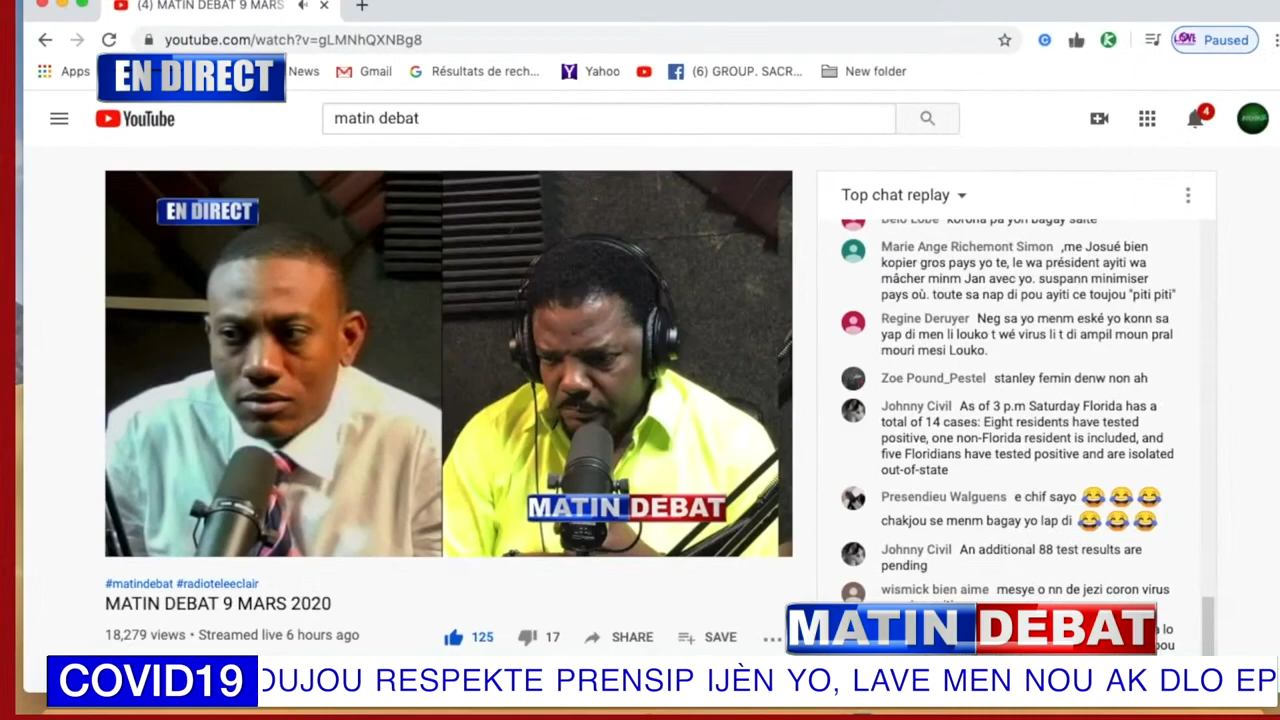 (4) MATIN DEBAT 9 MARS
youtube.com/watch?v=gLMNhQXNBg8
Paused
Apps
EN DIRECT
News
Gmail
Résultats de rech...
Yahoo
(6) GROUP. SACR...
New folder
YouTube
matin debat
4
EN DIRECT
MATIN DEBAT
#matindebat #radioteleeclair
MATIN DEBAT 9 MARS 2020
18,279 views • Streamed live 6 hours ago
125
17
SHARE
SAVE
Top chat replay
Delo Lobe korona pa yon bagay salte
Marie Ange Richemont Simon ,me Josué bien
kopier gros pays yo te, le wa président ayiti wa
mâcher minm Jan avec yo. suspann minimiser
pays où. toute sa nap di pou ayiti ce toujou "piti piti"
Regine Deruyer Neg sa yo menm eské yo konn sa
yap di men li louko t wé virus li t di ampil moun pral
mouri mesi Louko.
Zoe Pound_Pestel stanley femin denw non ah
Johnny Civil As of 3 p.m Saturday Florida has a
total of 14 cases: Eight residents have tested
positive, one non-Florida resident is included, and
five Floridians have tested positive and are isolated
out-of-state
Presendieu Walguens e chif sayo 😂😂😂
chakjou se menm bagay yo lap di 😂😂😂
Johnny Civil An additional 88 test results are
pending
wismick bien aime mesye o nn de jezi coron virus
MATIN DEBAT
COVID19
OUJOU RESPEKTE PRENSIP IJÈN YO, LAVE MEN NOU AK DLO EP